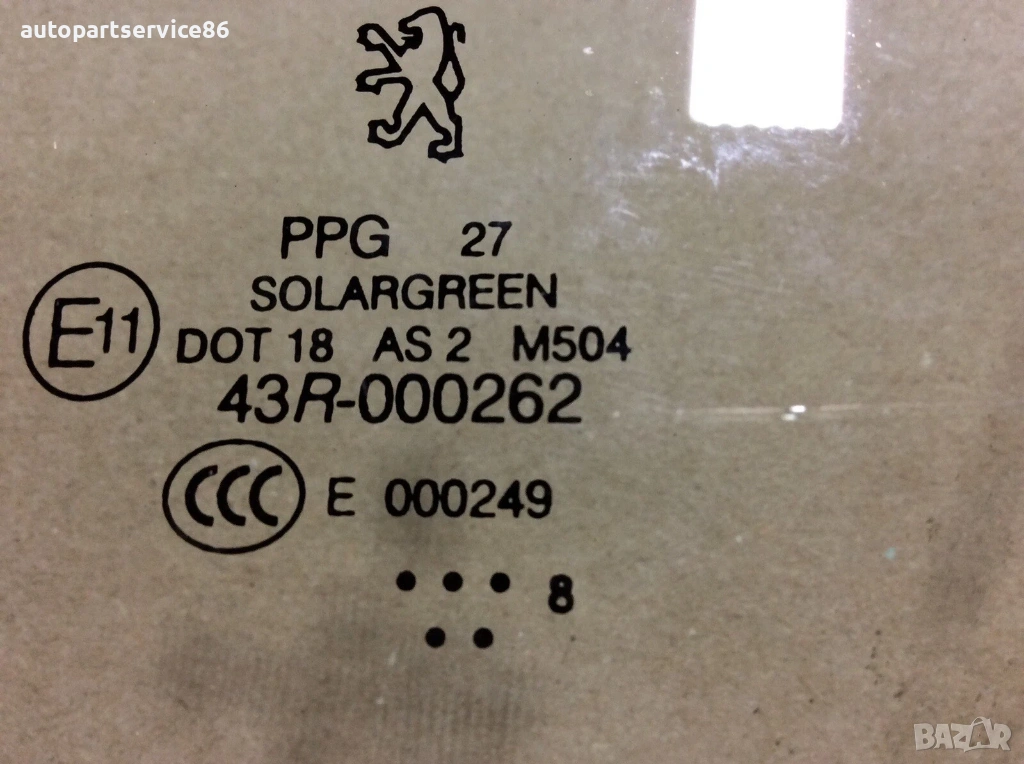 autopartservice86
PPG 27
SOLARGREEN
E11
DOT 18 AS 2 M504
43R-000262
CCC E 000249
8
BAZAR